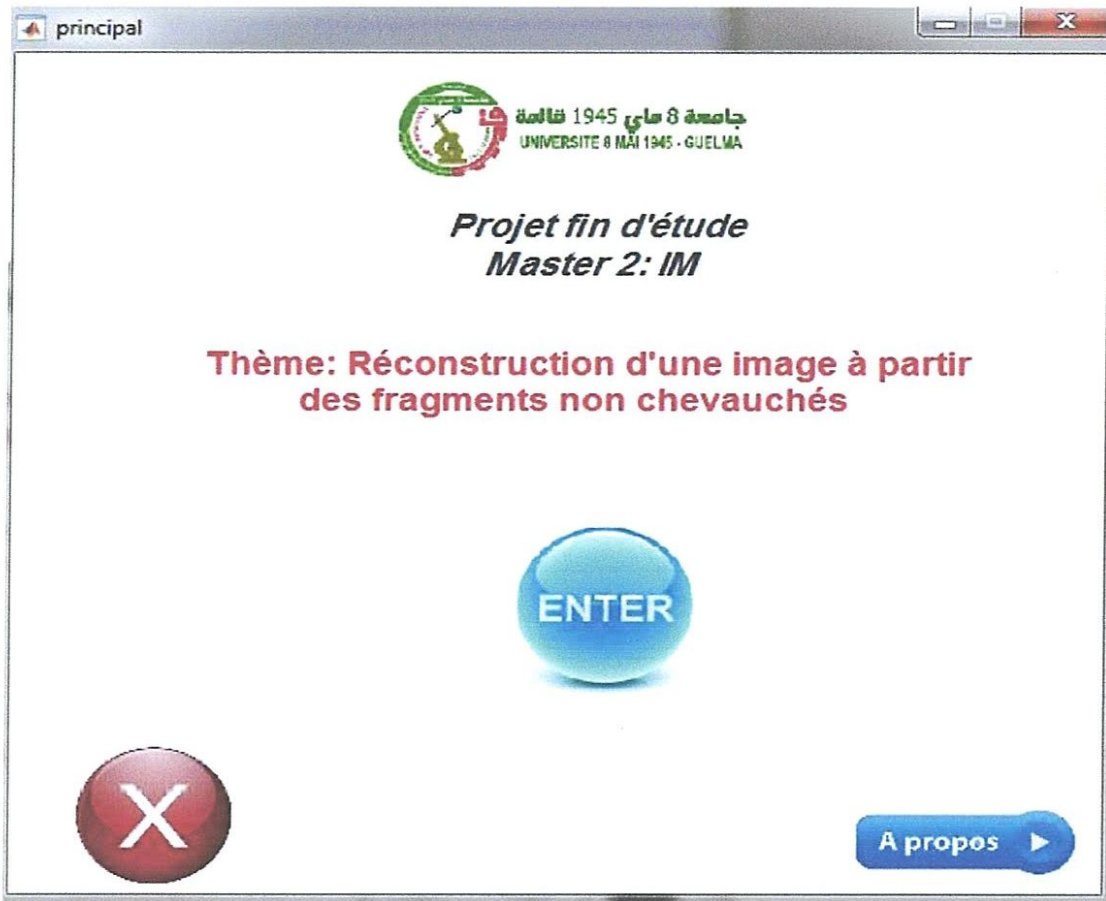 principal
جامعة 8 ماي 1945 قالمة
UNIVERSITE 8 MAI 1945 - GUELMA
Projet fin d'étude
Master 2: IM
Thème: Réconstruction d'une image à partir
des fragments non chevauchés
ENTER
X
A propos